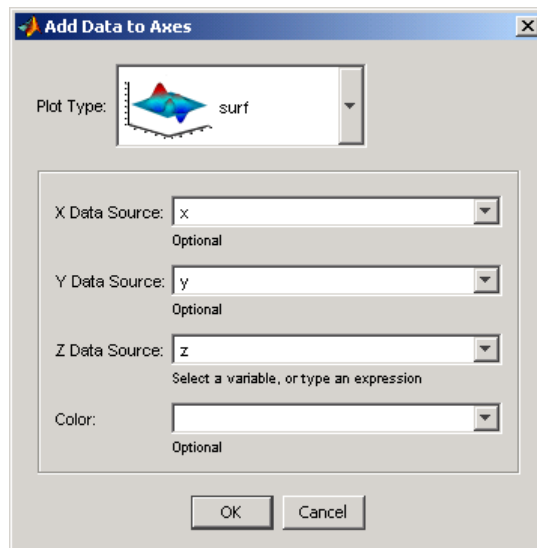 Add Data to Axes
Plot Type: surf
X Data Source: x
Optional
Y Data Source: y
Optional
Z Data Source: z
Select a variable, or type an expression
Color:
Optional
OK Cancel